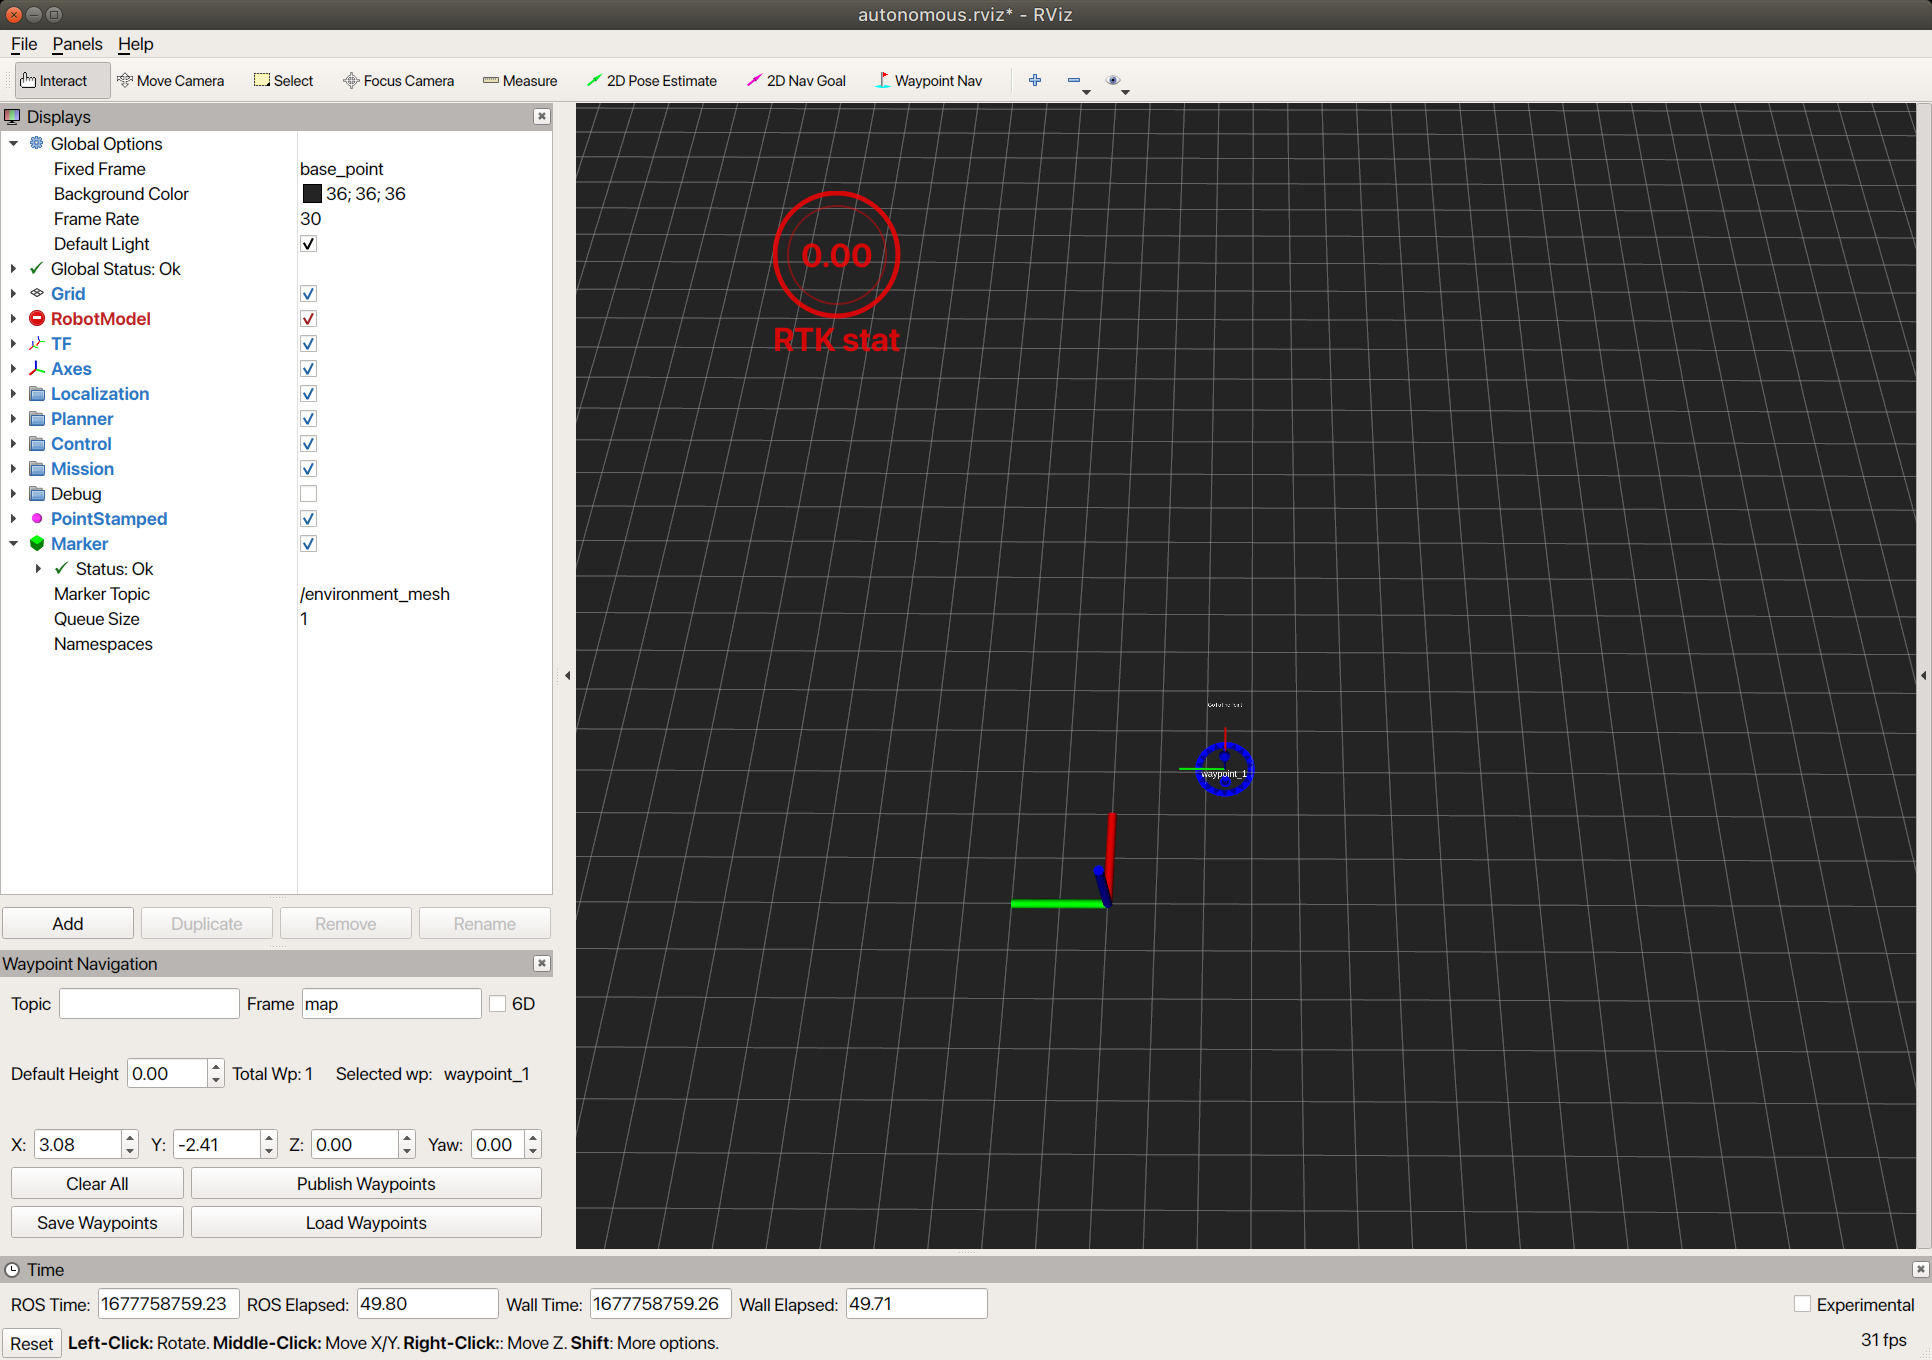 autonomous.rviz* - RViz
File Panels Help
Interact Move Camera Select Focus Camera Measure 2D Pose Estimate 2D Nav Goal Waypoint Nav
Displays
Global Options
Fixed Frame base_point
Background Color 36; 36; 36
Frame Rate 30
Default Light
Global Status: Ok
Grid
RobotModel
TF
Axes
Localization
Planner
Control
Mission
Debug
PointStamped
Marker
Status: Ok
Marker Topic /environment_mesh
Queue Size 1
Namespaces
Add Duplicate Remove Rename
Waypoint Navigation
Topic Frame map 6D
Default Height 0.00 Total Wp: 1 Selected wp: waypoint_1
X: 3.08 Y: -2.41 Z: 0.00 Yaw: 0.00
Clear All Publish Waypoints
Save Waypoints Load Waypoints
0.00
RTK stat
waypoint_1
Time
ROS Time: 1677758759.23 ROS Elapsed: 49.80 Wall Time: 1677758759.26 Wall Elapsed: 49.71 Experimental
Reset Left-Click: Rotate. Middle-Click: Move X/Y. Right-Click:: Move Z. Shift: More options. 31 fps